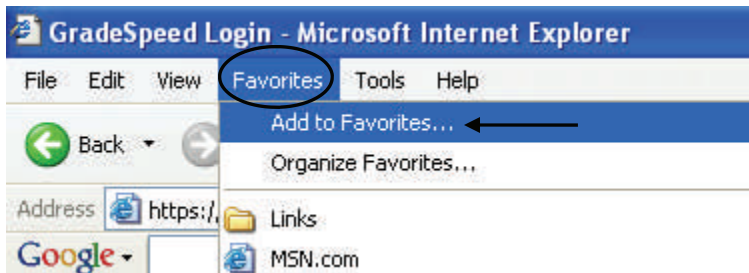 GradeSpeed Login - Microsoft Internet Explorer
File Edit View Favorites Tools Help
Back
Add to Favorites...
Organize Favorites...
Address https:/
Links
Google
MSN.com